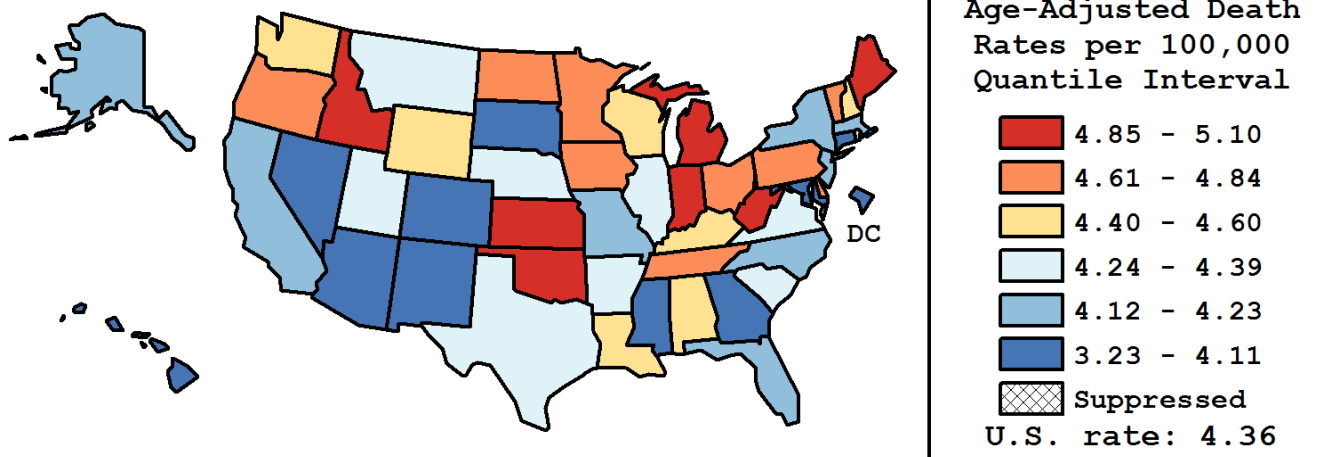 Age-Adjusted Death
Rates per 100,000
Quantile Interval
4.85 - 5.10
4.61 - 4.84
4.40 - 4.60
4.24 - 4.39
4.12 - 4.23
3.23 - 4.11
Suppressed
U.S. rate: 4.36
DC